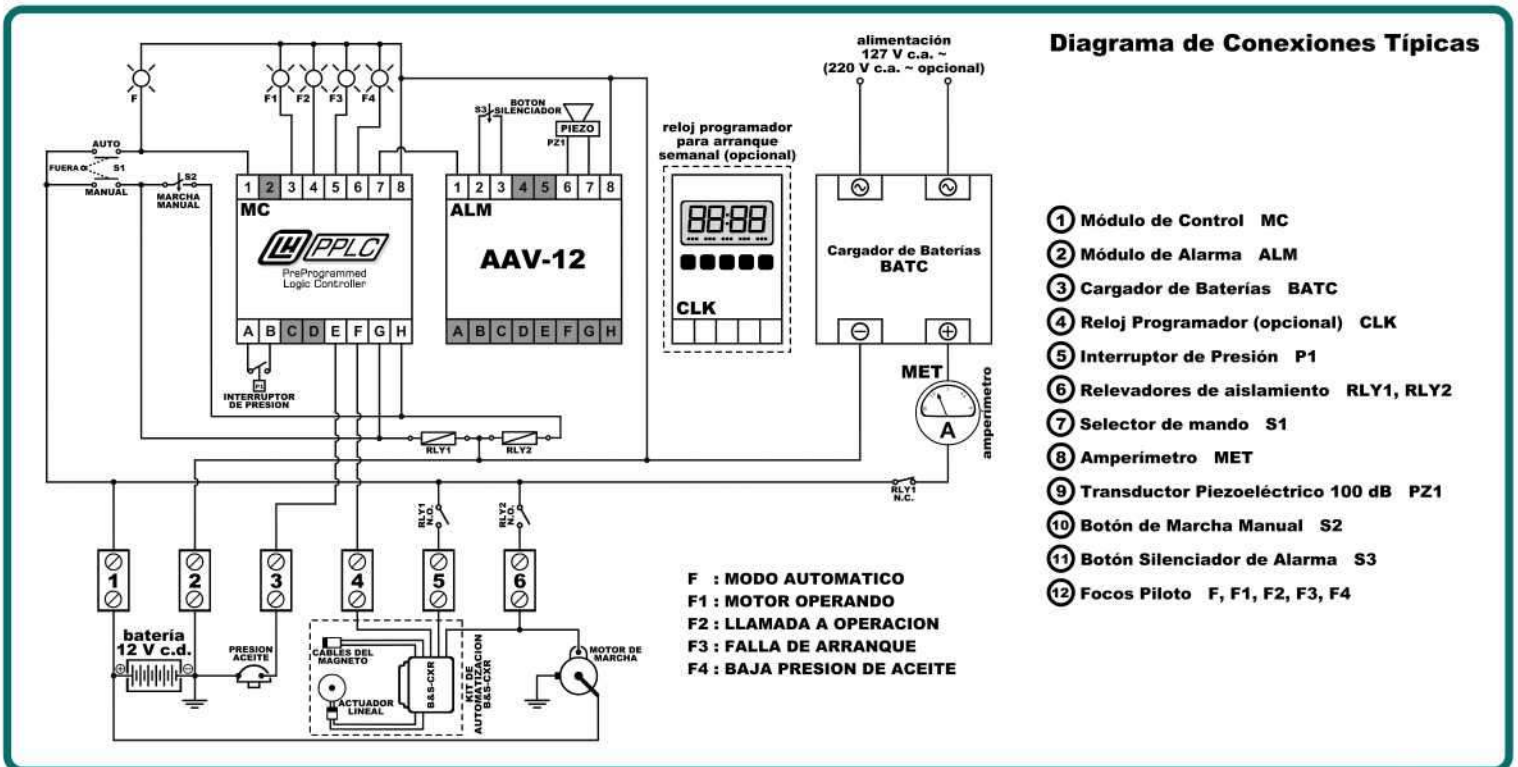 Diagrama de Conexiones Típicas
alimentación
127 V c.a. ~
(220 V c.a. ~ opcional)
F
F1
F2
F3
F4
AUTO
FUERA
S1
MANUAL
S2
MARCHA
MANUAL
S3
BOTON
SILENCIADOR
PIEZO
PZ1
reloj programador
para arranque
semanal (opcional)
1 2 3 4 5 6 7 8
MC
LH PPLC
PreProgrammed
Logic Controller
A B C D E F G H
1 2 3 4 5 6 7 8
ALM
AAV-12
A B C D E F G H
88:88
CLK
Cargador de Baterías
BATC
P1
INTERRUPTOR
DE PRESION
RLY1
RLY2
MET
A
amperímetro
RLY1
N.C.
RLY1
N.O.
RLY2
N.O.
1
2
3
4
5
6
batería
12 V c.d.
PRESION
ACEITE
CABLES DEL
MAGNETO
ACTUADOR
LINEAL
B&S-CXR
KIT DE
AUTOMATIZACION
B&S-CXR
MOTOR DE
MARCHA
F : MODO AUTOMATICO
F1 : MOTOR OPERANDO
F2 : LLAMADA A OPERACION
F3 : FALLA DE ARRANQUE
F4 : BAJA PRESION DE ACEITE
1 Módulo de Control MC
2 Módulo de Alarma ALM
3 Cargador de Baterías BATC
4 Reloj Programador (opcional) CLK
5 Interruptor de Presión P1
6 Relevadores de aislamiento RLY1, RLY2
7 Selector de mando S1
8 Amperímetro MET
9 Transductor Piezoeléctrico 100 dB PZ1
10 Botón de Marcha Manual S2
11 Botón Silenciador de Alarma S3
12 Focos Piloto F, F1, F2, F3, F4